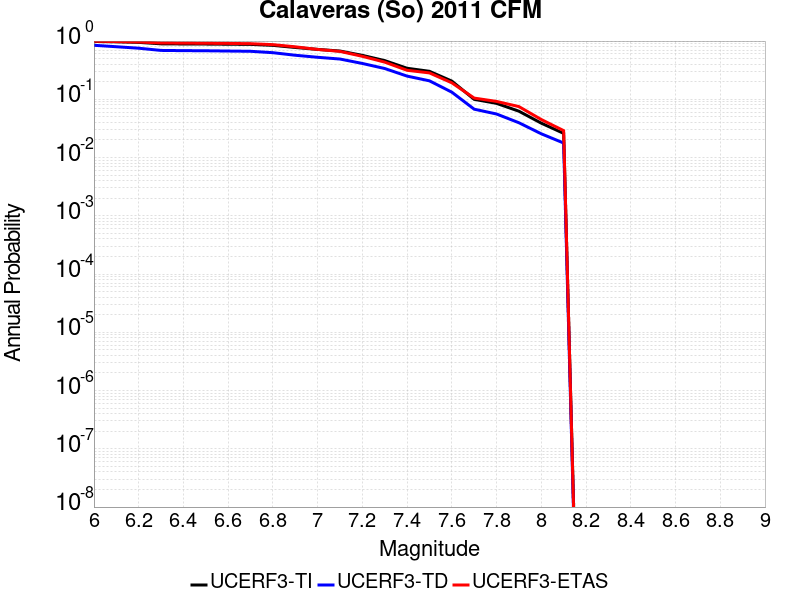 Calaveras (So) 2011 CFM
Annual Probability
10^0
10^-1
10^-2
10^-3
10^-4
10^-5
10^-6
10^-7
10^-8
6 6.2 6.4 6.6 6.8 7 7.2 7.4 7.6 7.8 8 8.2 8.4 8.6 8.8 9
Magnitude
UCERF3-TI UCERF3-TD UCERF3-ETAS